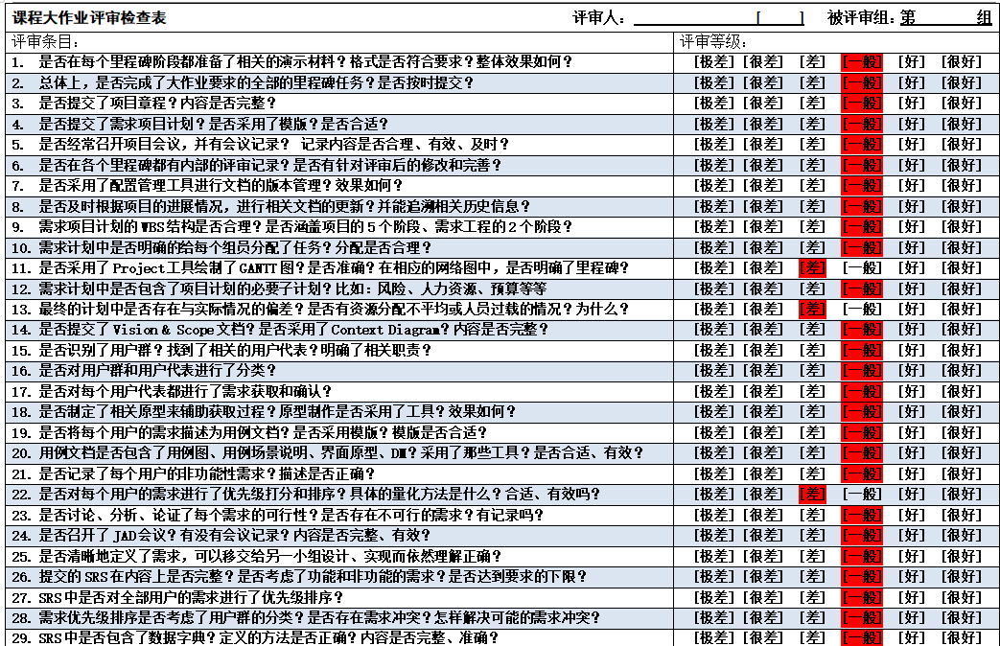 课程大作业评审检查表 评审人： [ ] 被评审组：第 组
评审条目： 评审等级：
1. 是否在每个里程碑阶段都准备了相关的演示材料？格式是否符合要求？整体效果如何？ [极差] [很差] [差] [一般] [好] [很好]
2. 总体上，是否完成了大作业要求的全部的里程碑任务？是否按时提交？ [极差] [很差] [差] [一般] [好] [很好]
3. 是否提交了项目章程？内容是否完整？ [极差] [很差] [差] [一般] [好] [很好]
4. 是否提交了需求项目计划？是否采用了模版？是否合适？ [极差] [很差] [差] [一般] [好] [很好]
5. 是否经常召开项目会议，并有会议记录？ 记录内容是否合理、有效、及时？ [极差] [很差] [差] [一般] [好] [很好]
6. 是否在各个里程碑都有内部的评审记录？是否有针对评审后的修改和完善？ [极差] [很差] [差] [一般] [好] [很好]
7. 是否采用了配置管理工具进行文档的版本管理？效果如何？ [极差] [很差] [差] [一般] [好] [很好]
8. 是否及时根据项目的进展情况，进行相关文档的更新？并能追溯相关历史信息？ [极差] [很差] [差] [一般] [好] [很好]
9. 需求项目计划的 WBS 结构是否合理？是否涵盖项目的 5 个阶段、需求工程的 2 个阶段？ [极差] [很差] [差] [一般] [好] [很好]
10. 需求计划中是否明确的给每个组员分配了任务？分配是否合理？ [极差] [很差] [差] [一般] [好] [很好]
11. 是否采用了 Project 工具绘制了 GANTT 图？是否准确？在相应的网络图中，是否明确了里程碑？ [极差] [很差] [差] [一般] [好] [很好]
12. 需求计划中是否包含了项目计划的必要子计划？比如：风险、人力资源、预算等等 [极差] [很差] [差] [一般] [好] [很好]
13. 最终的计划中是否存在与实际情况的偏差？是否有资源分配不平均或人员过载的情况？为什么？ [极差] [很差] [差] [一般] [好] [很好]
14. 是否提交了 Vision & Scope 文档？是否采用了 Context Diagram？内容是否完整？ [极差] [很差] [差] [一般] [好] [很好]
15. 是否识别了用户群？找到了相关的用户代表？明确了相关职责？ [极差] [很差] [差] [一般] [好] [很好]
16. 是否对用户群和用户代表进行了分类？ [极差] [很差] [差] [一般] [好] [很好]
17. 是否对每个用户代表都进行了需求获取和确认？ [极差] [很差] [差] [一般] [好] [很好]
18. 是否制定了相关原型来辅助获取过程？原型制作是否采用了工具？效果如何？ [极差] [很差] [差] [一般] [好] [很好]
19. 是否将每个用户的需求描述为用例文档？是否采用模版？模版是否合适？ [极差] [很差] [差] [一般] [好] [很好]
20. 用例文档是否包含了用例图、用例场景说明、界面原型、DM？采用了那些工具？是否合适、有效？ [极差] [很差] [差] [一般] [好] [很好]
21. 是否记录了每个用户的非功能性需求？描述是否正确？ [极差] [很差] [差] [一般] [好] [很好]
22. 是否对每个用户的需求进行了优先级打分和排序？具体的量化方法是什么？合适、有效吗？ [极差] [很差] [差] [一般] [好] [很好]
23. 是否讨论、分析、论证了每个需求的可行性？是否存在不可行的需求？有记录吗？ [极差] [很差] [差] [一般] [好] [很好]
24. 是否召开了 JAD 会议？有没有会议记录？内容是否完整、有效？ [极差] [很差] [差] [一般] [好] [很好]
25. 是否清晰地定义了需求，可以移交给另一小组设计、实现而依然理解正确？ [极差] [很差] [差] [一般] [好] [很好]
26. 提交的 SRS 在内容上是否完整？是否考虑了功能和非功能的需求？是否达到要求的下限？ [极差] [很差] [差] [一般] [好] [很好]
27. SRS 中是否对全部用户的需求进行了优先级排序？ [极差] [很差] [差] [一般] [好] [很好]
28. 需求优先级排序是否考虑了用户群的分类？是否存在需求冲突？怎样解决可能的需求冲突？ [极差] [很差] [差] [一般] [好] [很好]
29. SRS 中是否包含了数据字典？定义的方法是否正确？内容是否完整、准确？ [极差] [很差] [差] [一般] [好] [很好]